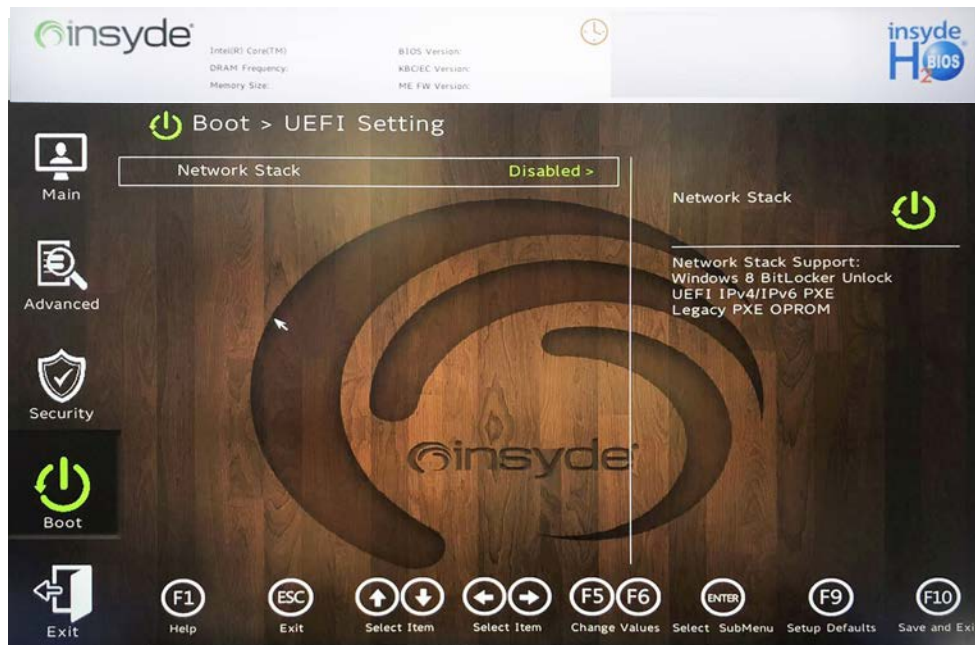 insyde
Intel(R) Core(TM)
DRAM Frequency:
Memory Size:
BIOS Version:
KBC/EC Version:
ME FW Version:
insyde
H2O
BIOS
Boot > UEFI Setting
Network Stack Disabled >
Network Stack
Network Stack Support:
Windows 8 BitLocker Unlock
UEFI IPv4/IPv6 PXE
Legacy PXE OPROM
Main
Advanced
Security
Boot
Exit
insyde
F1
Help
ESC
Exit
Select Item
Select Item
F5 F6
Change Values
ENTER
Select SubMenu
F9
Setup Defaults
F10
Save and Exi